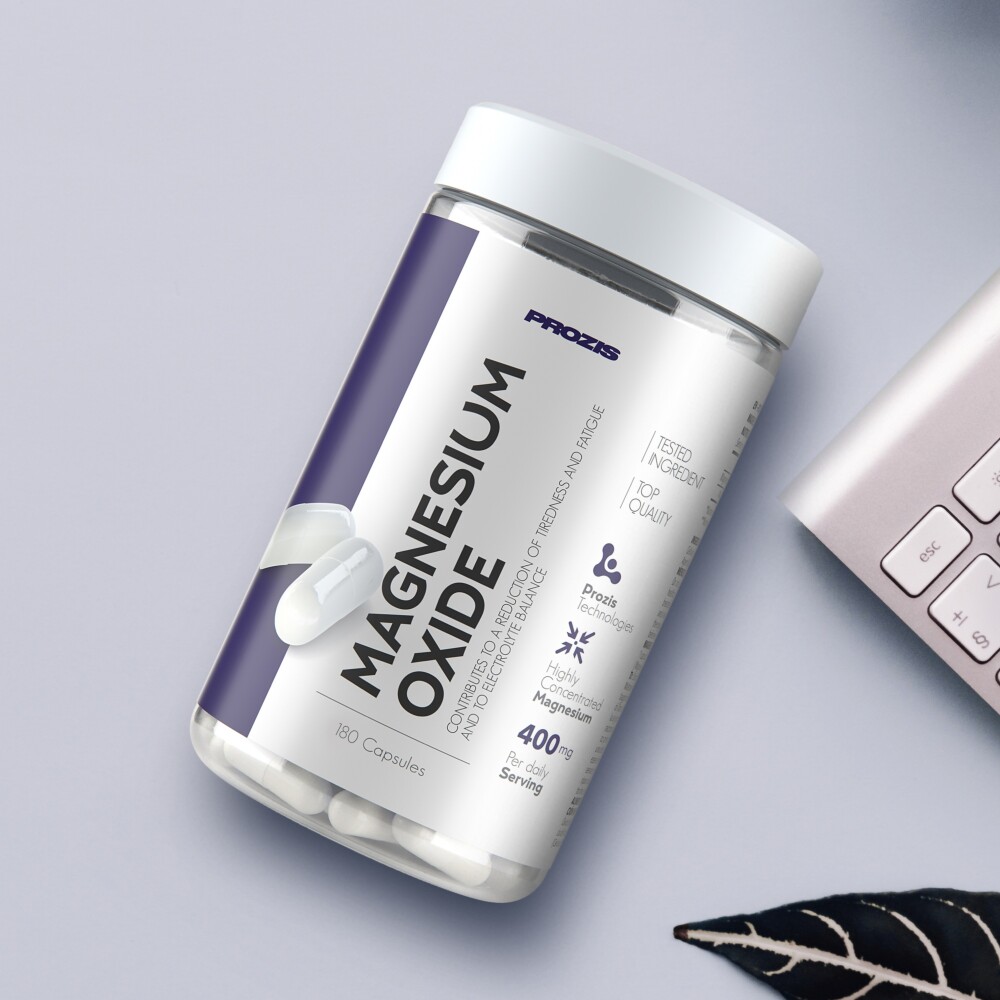 PROZIS
MAGNESIUM
OXIDE
CONTRIBUTES TO A REDUCTION OF TIREDNESS AND FATIGUE
AND TO ELECTROLYTE BALANCE
180 Capsules
TESTED
INGREDIENT
TOP
QUALITY
Prozis
Technologies
Highly
Concentrated
Magnesium
400mg
Per daily
Serving
esc
±
§